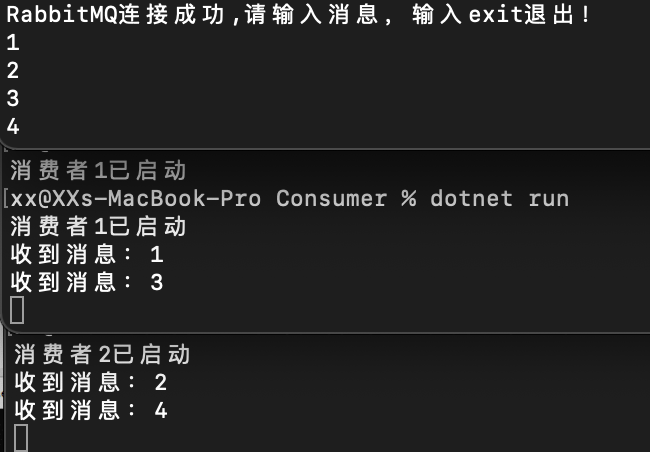 RabbitMQ连接成功,请输入消息，输入exit退出！
1
2
3
4
消费者1已启动
xx@XXs-MacBook-Pro Consumer % dotnet run
消费者1已启动
收到消息：1
收到消息：3
消费者2已启动
收到消息：2
收到消息：4